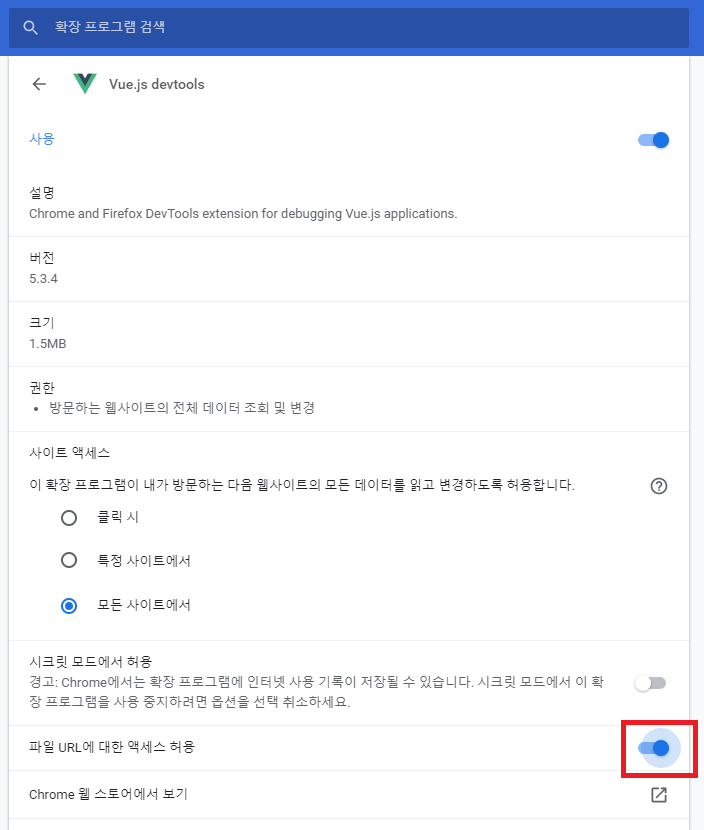 확장 프로그램 검색
Vue.js devtools
사용
설명
Chrome and Firefox DevTools extension for debugging Vue.js applications.
버전
5.3.4
크기
1.5MB
권한
• 방문하는 웹사이트의 전체 데이터 조회 및 변경
사이트 액세스
이 확장 프로그램이 내가 방문하는 다음 웹사이트의 모든 데이터를 읽고 변경하도록 허용합니다.
클릭 시
특정 사이트에서
모든 사이트에서
시크릿 모드에서 허용
경고: Chrome에서는 확장 프로그램에 인터넷 사용 기록이 저장될 수 있습니다. 시크릿 모드에서 이 확
장 프로그램을 사용 중지하려면 옵션을 선택 취소하세요.
파일 URL에 대한 액세스 허용
Chrome 웹 스토어에서 보기